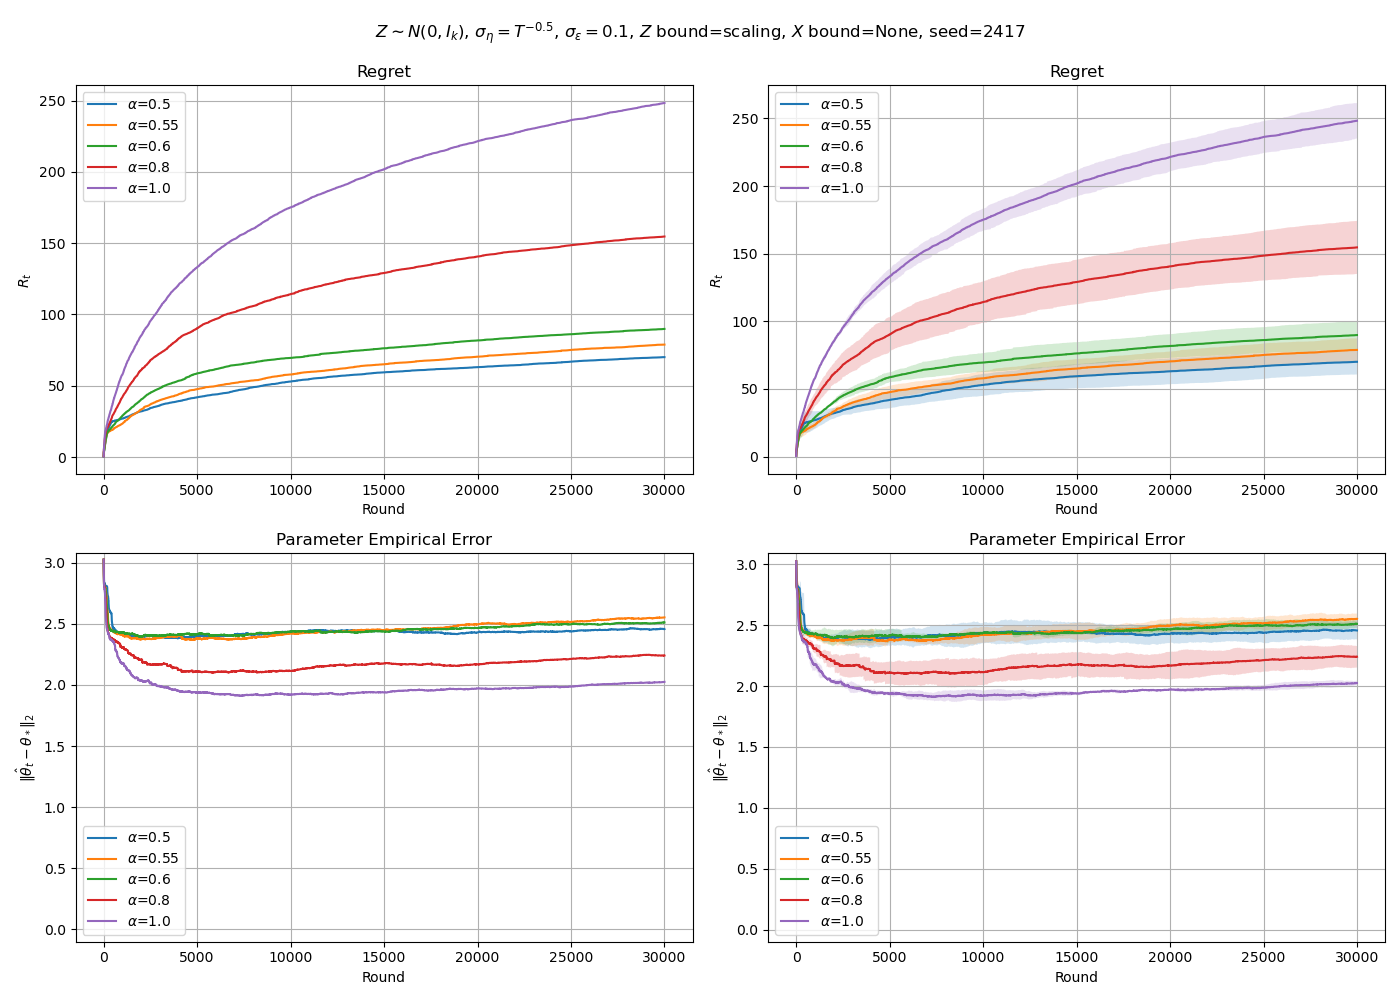 Z ∼ N(0, I_k), σ_η = T^{−0.5}, σ_ε = 0.1, Z bound=scaling, X bound=None, seed=2417
Regret
250
200
150
100
50
0
R_t
α=0.5
α=0.55
α=0.6
α=0.8
α=1.0
0 5000 10000 15000 20000 25000 30000
Round
Regret
250
200
150
100
50
0
R_t
α=0.5
α=0.55
α=0.6
α=0.8
α=1.0
0 5000 10000 15000 20000 25000 30000
Round
Parameter Empirical Error
3.0
2.5
2.0
1.5
1.0
0.5
0.0
‖θ̂_t − θ_*‖_2
α=0.5
α=0.55
α=0.6
α=0.8
α=1.0
0 5000 10000 15000 20000 25000 30000
Round
Parameter Empirical Error
3.0
2.5
2.0
1.5
1.0
0.5
0.0
‖θ̂_t − θ_*‖_2
α=0.5
α=0.55
α=0.6
α=0.8
α=1.0
0 5000 10000 15000 20000 25000 30000
Round